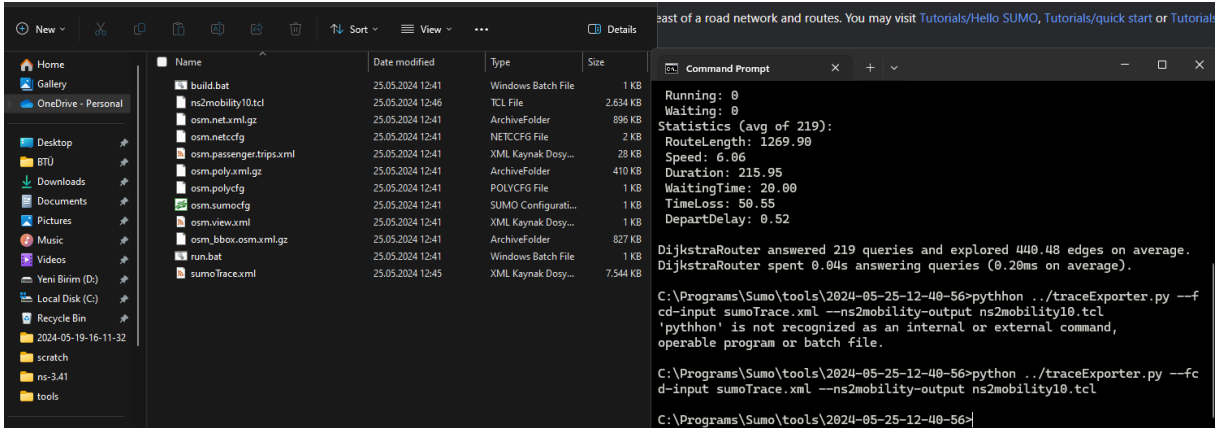 New
Sort
View
Details
Home
Gallery
OneDrive - Personal
Desktop
BTÜ
Downloads
Documents
Pictures
Music
Videos
Yeni Birim (D:)
Local Disk (C:)
Recycle Bin
2024-05-19-16-11-32
scratch
ns-3.41
tools
Name Date modified Type Size
build.bat 25.05.2024 12:41 Windows Batch File 1 KB
ns2mobility10.tcl 25.05.2024 12:46 TCL File 2.634 KB
osm.net.xml.gz 25.05.2024 12:41 ArchiveFolder 896 KB
osm.netccfg 25.05.2024 12:41 NETCCFG File 2 KB
osm.passenger.trips.xml 25.05.2024 12:41 XML Kaynak Dosy... 28 KB
osm.poly.xml.gz 25.05.2024 12:41 ArchiveFolder 410 KB
osm.polycfg 25.05.2024 12:41 POLYCFG File 1 KB
osm.sumocfg 25.05.2024 12:41 SUMO Configurati... 1 KB
osm.view.xml 25.05.2024 12:41 XML Kaynak Dosy... 1 KB
osm_bbox.osm.xml.gz 25.05.2024 12:41 ArchiveFolder 827 KB
run.bat 25.05.2024 12:41 Windows Batch File 1 KB
sumoTrace.xml 25.05.2024 12:45 XML Kaynak Dosy... 7.544 KB
east of a road network and routes. You may visit Tutorials/Hello SUMO, Tutorials/quick start or Tutorials
Command Prompt
Running: 0
Waiting: 0
Statistics (avg of 219):
RouteLength: 1269.90
Speed: 6.06
Duration: 215.95
WaitingTime: 20.00
TimeLoss: 50.55
DepartDelay: 0.52
DijkstraRouter answered 219 queries and explored 440.48 edges on average.
DijkstraRouter spent 0.04s answering queries (0.20ms on average).
C:\Programs\Sumo\tools\2024-05-25-12-40-56>pythhon ../traceExporter.py --f
cd-input sumoTrace.xml --ns2mobility-output ns2mobility10.tcl
'pythhon' is not recognized as an internal or external command,
operable program or batch file.
C:\Programs\Sumo\tools\2024-05-25-12-40-56>python ../traceExporter.py --fc
d-input sumoTrace.xml --ns2mobility-output ns2mobility10.tcl
C:\Programs\Sumo\tools\2024-05-25-12-40-56>